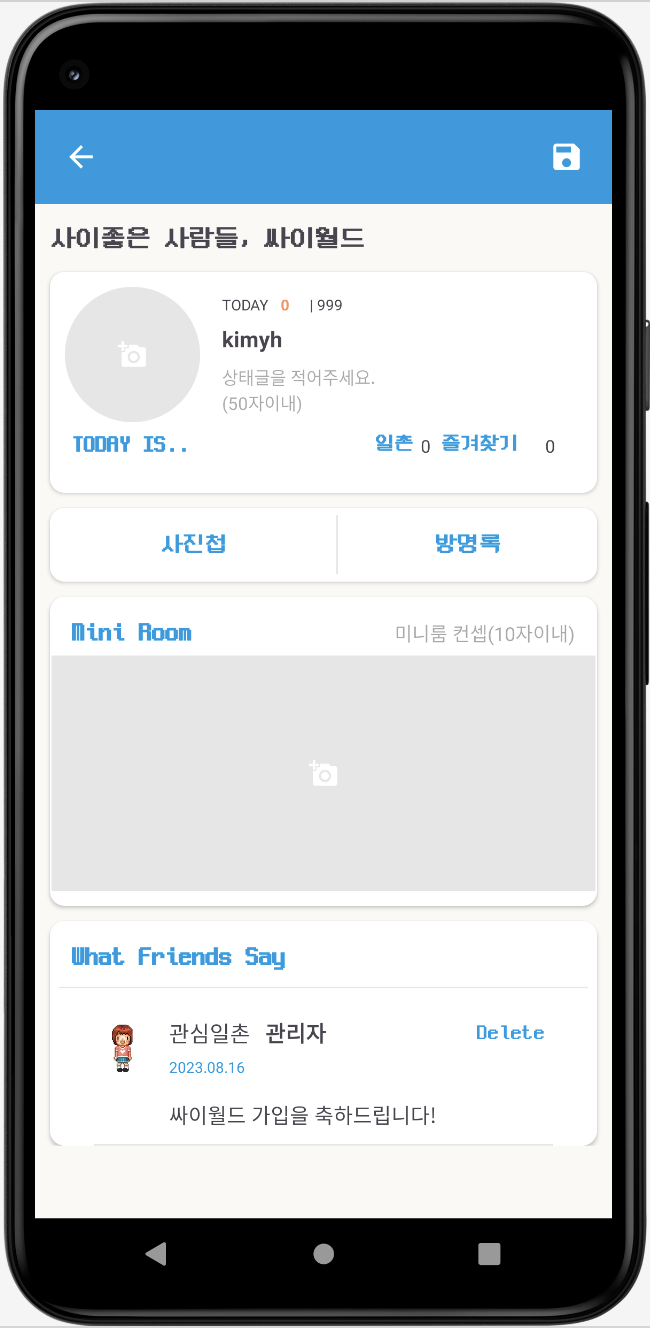 사이좋은 사람들, 싸이월드
TODAY 0 | 999
kimyh
상태글을 적어주세요.
(50자이내)
TODAY IS.. 일촌 0 즐겨찾기 0
사진첩 방명록
Mini Room 미니룸 컨셉(10자이내)
What Friends Say
관심일촌 관리자 Delete
2023.08.16
싸이월드 가입을 축하드립니다!